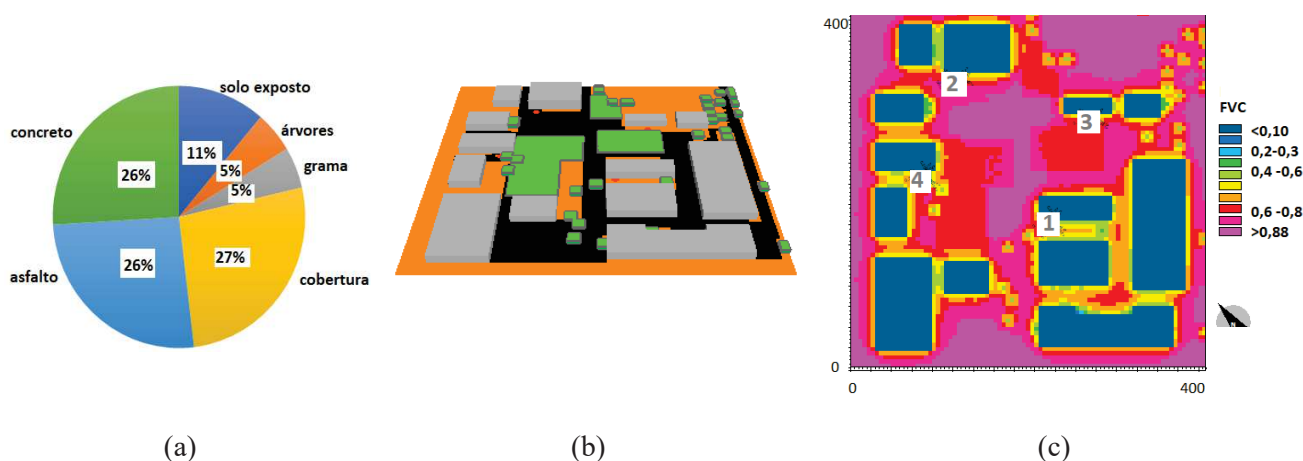 solo exposto
árvores
grama
cobertura
asfalto
concreto
11%
5%
5%
27%
26%
26%
(a)
(b)
400
0
0
400
2
3
4
1
FVC
<0,10
0,2-0,3
0,4 -0,6
0,6 -0,8
>0,88
N
(c)